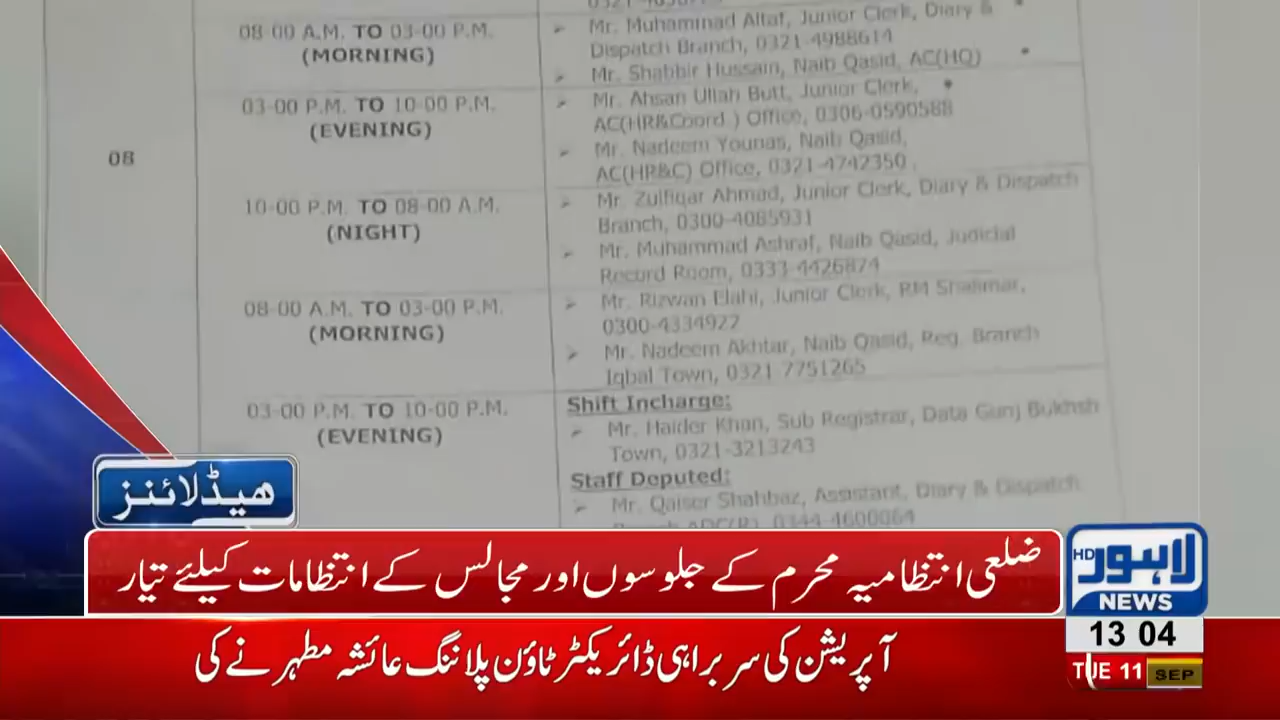 08-00 A.M. TO 03-00 P.M.
(MORNING)
Mr. Muhammad Altaf, Junior Clerk, Diary &
Dispatch Branch, 0321-4988614
Mr. Shabbir Hussain, Naib Qasid, AC(HQ)
08
03-00 P.M. TO 10-00 P.M.
(EVENING)
Mr. Ahsan Ullah Butt, Junior Clerk,
AC(HR&Coord.) Office, 0306-0590588
Mr. Nadeem Younas, Naib Qasid,
AC(HR&C) Office, 0321-4742350
10-00 P.M. TO 08-00 A.M.
(NIGHT)
Mr. Zulfiqar Ahmad, Junior Clerk, Diary & Dispatch
Branch, 0300-4085931
Mr. Muhammad Ashraf, Naib Qasid, Judicial
Record Room, 0333-4426874
08-00 A.M. TO 03-00 P.M.
(MORNING)
Mr. Rizwan Elahi, Junior Clerk, RM Shalimar,
0300-4334922
Mr. Nadeem Akhtar, Naib Qasid, Reg. Branch
Iqbal Town, 0321 7751265
03-00 P.M. TO 10-00 P.M.
(EVENING)
Shift Incharge:
Mr. Haider Khan, Sub Registrar, Data Gunj Bukhsh
Town, 0321-3213243
Staff Deputed:
Mr. Qaiser Shahbaz, Assistant, Diary & Dispatch
0344-4600064
ہیڈلائنز
ضلعی انتظامیہ محرم کے جلوسوں اور مجالس کے انتظامات کیلئے تیار
آپریشن کی سربراہی ڈائریکٹر ٹاؤن پلاننگ عائشہ مطہر نے کی
لاہور HD
NEWS
13 04
TUE 11 SEP